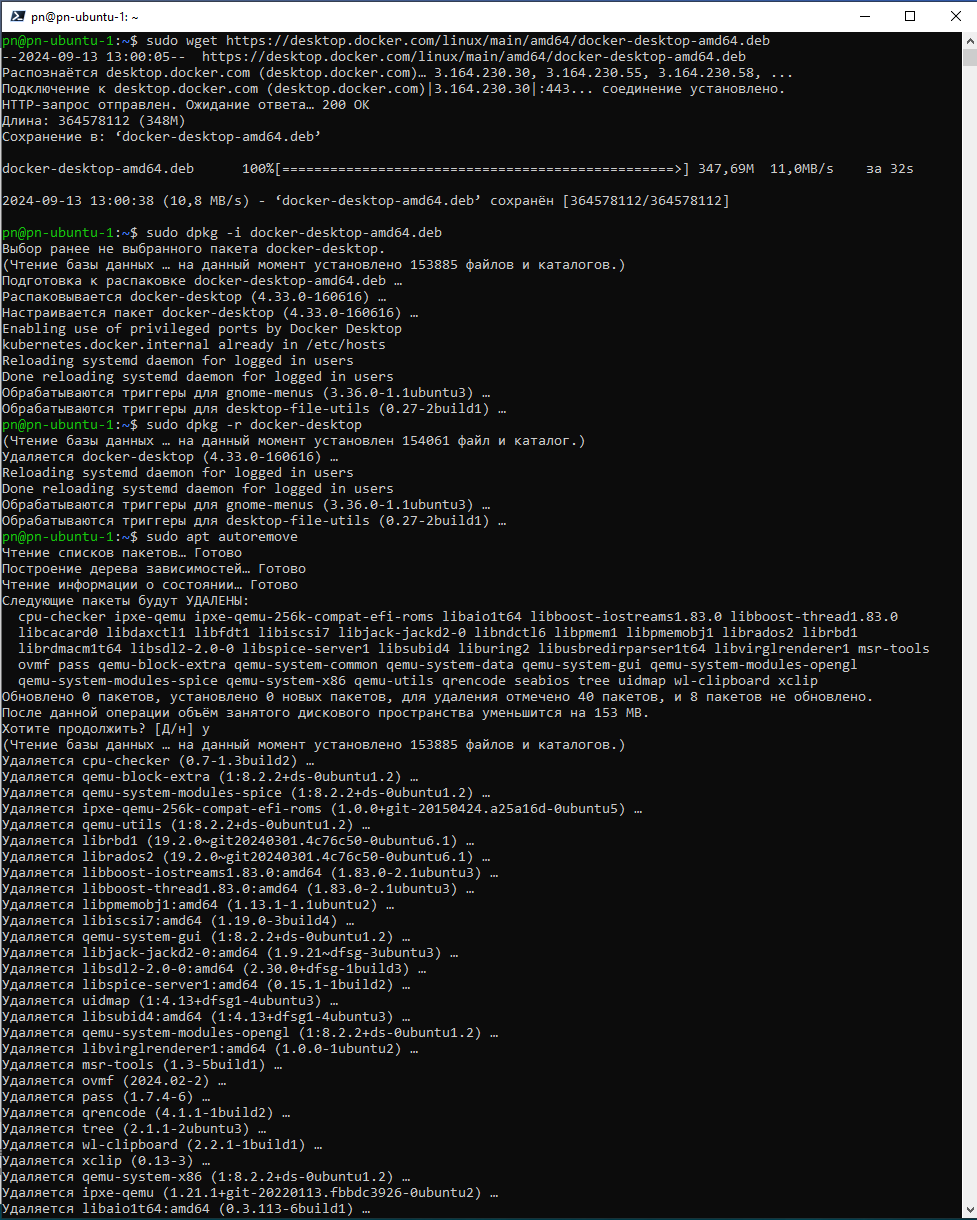 pn@pn-ubuntu-1: ~
pn@pn-ubuntu-1:~$ sudo wget https://desktop.docker.com/linux/main/amd64/docker-desktop-amd64.deb
--2024-09-13 13:00:05--  https://desktop.docker.com/linux/main/amd64/docker-desktop-amd64.deb
Распознаётся desktop.docker.com (desktop.docker.com)… 3.164.230.30, 3.164.230.55, 3.164.230.58, ...
Подключение к desktop.docker.com (desktop.docker.com)|3.164.230.30|:443... соединение установлено.
HTTP-запрос отправлен. Ожидание ответа… 200 OK
Длина: 364578112 (348M)
Сохранение в: ‘docker-desktop-amd64.deb’
docker-desktop-amd64.deb      100%[=================================================>] 347,69M  11,0MB/s    за 32s
2024-09-13 13:00:38 (10,8 MB/s) - ‘docker-desktop-amd64.deb’ сохранён [364578112/364578112]
pn@pn-ubuntu-1:~$ sudo dpkg -i docker-desktop-amd64.deb
Выбор ранее не выбранного пакета docker-desktop.
(Чтение базы данных … на данный момент установлено 153885 файлов и каталогов.)
Подготовка к распаковке docker-desktop-amd64.deb …
Распаковывается docker-desktop (4.33.0-160616) …
Настраивается пакет docker-desktop (4.33.0-160616) …
Enabling use of privileged ports by Docker Desktop
kubernetes.docker.internal already in /etc/hosts
Reloading systemd daemon for logged in users
Done reloading systemd daemon for logged in users
Обрабатываются триггеры для gnome-menus (3.36.0-1.1ubuntu3) …
Обрабатываются триггеры для desktop-file-utils (0.27-2build1) …
pn@pn-ubuntu-1:~$ sudo dpkg -r docker-desktop
(Чтение базы данных … на данный момент установлен 154061 файл и каталог.)
Удаляется docker-desktop (4.33.0-160616) …
Reloading systemd daemon for logged in users
Done reloading systemd daemon for logged in users
Обрабатываются триггеры для gnome-menus (3.36.0-1.1ubuntu3) …
Обрабатываются триггеры для desktop-file-utils (0.27-2build1) …
pn@pn-ubuntu-1:~$ sudo apt autoremove
Чтение списков пакетов… Готово
Построение дерева зависимостей… Готово
Чтение информации о состоянии… Готово
Следующие пакеты будут УДАЛЕНЫ:
  cpu-checker ipxe-qemu ipxe-qemu-256k-compat-efi-roms libaio1t64 libboost-iostreams1.83.0 libboost-thread1.83.0
  libcacard0 libdaxctl1 libfdt1 libiscsi7 libjack-jackd2-0 libndctl6 libpmem1 libpmemobj1 librados2 librbd1
  librdmacm1t64 libsdl2-2.0-0 libspice-server1 libsubid4 liburing2 libusbredirparser1t64 libvirglrenderer1 msr-tools
  ovmf pass qemu-block-extra qemu-system-common qemu-system-data qemu-system-gui qemu-system-modules-opengl
  qemu-system-modules-spice qemu-system-x86 qemu-utils qrencode seabios tree uidmap wl-clipboard xclip
Обновлено 0 пакетов, установлено 0 новых пакетов, для удаления отмечено 40 пакетов, и 8 пакетов не обновлено.
После данной операции объём занятого дискового пространства уменьшится на 153 MB.
Хотите продолжить? [Д/н] y
(Чтение базы данных … на данный момент установлено 153885 файлов и каталогов.)
Удаляется cpu-checker (0.7-1.3build2) …
Удаляется qemu-block-extra (1:8.2.2+ds-0ubuntu1.2) …
Удаляется qemu-system-modules-spice (1:8.2.2+ds-0ubuntu1.2) …
Удаляется ipxe-qemu-256k-compat-efi-roms (1.0.0+git-20150424.a25a16d-0ubuntu5) …
Удаляется qemu-utils (1:8.2.2+ds-0ubuntu1.2) …
Удаляется librbd1 (19.2.0~git20240301.4c76c50-0ubuntu6.1) …
Удаляется librados2 (19.2.0~git20240301.4c76c50-0ubuntu6.1) …
Удаляется libboost-iostreams1.83.0:amd64 (1.83.0-2.1ubuntu3) …
Удаляется libboost-thread1.83.0:amd64 (1.83.0-2.1ubuntu3) …
Удаляется libpmemobj1:amd64 (1.13.1-1.1ubuntu2) …
Удаляется libiscsi7:amd64 (1.19.0-3build4) …
Удаляется qemu-system-gui (1:8.2.2+ds-0ubuntu1.2) …
Удаляется libjack-jackd2-0:amd64 (1.9.21~dfsg-3ubuntu3) …
Удаляется libsdl2-2.0-0:amd64 (2.30.0+dfsg-1build3) …
Удаляется libspice-server1:amd64 (0.15.1-1build2) …
Удаляется uidmap (1:4.13+dfsg1-4ubuntu3) …
Удаляется libsubid4:amd64 (1:4.13+dfsg1-4ubuntu3) …
Удаляется qemu-system-modules-opengl (1:8.2.2+ds-0ubuntu1.2) …
Удаляется libvirglrenderer1:amd64 (1.0.0-1ubuntu2) …
Удаляется msr-tools (1.3-5build1) …
Удаляется ovmf (2024.02-2) …
Удаляется pass (1.7.4-6) …
Удаляется qrencode (4.1.1-1build2) …
Удаляется tree (2.1.1-2ubuntu3) …
Удаляется wl-clipboard (2.2.1-1build1) …
Удаляется xclip (0.13-3) …
Удаляется qemu-system-x86 (1:8.2.2+ds-0ubuntu1.2) …
Удаляется ipxe-qemu (1.21.1+git-20220113.fbbdc3926-0ubuntu2) …
Удаляется libaio1t64:amd64 (0.3.113-6build1) …